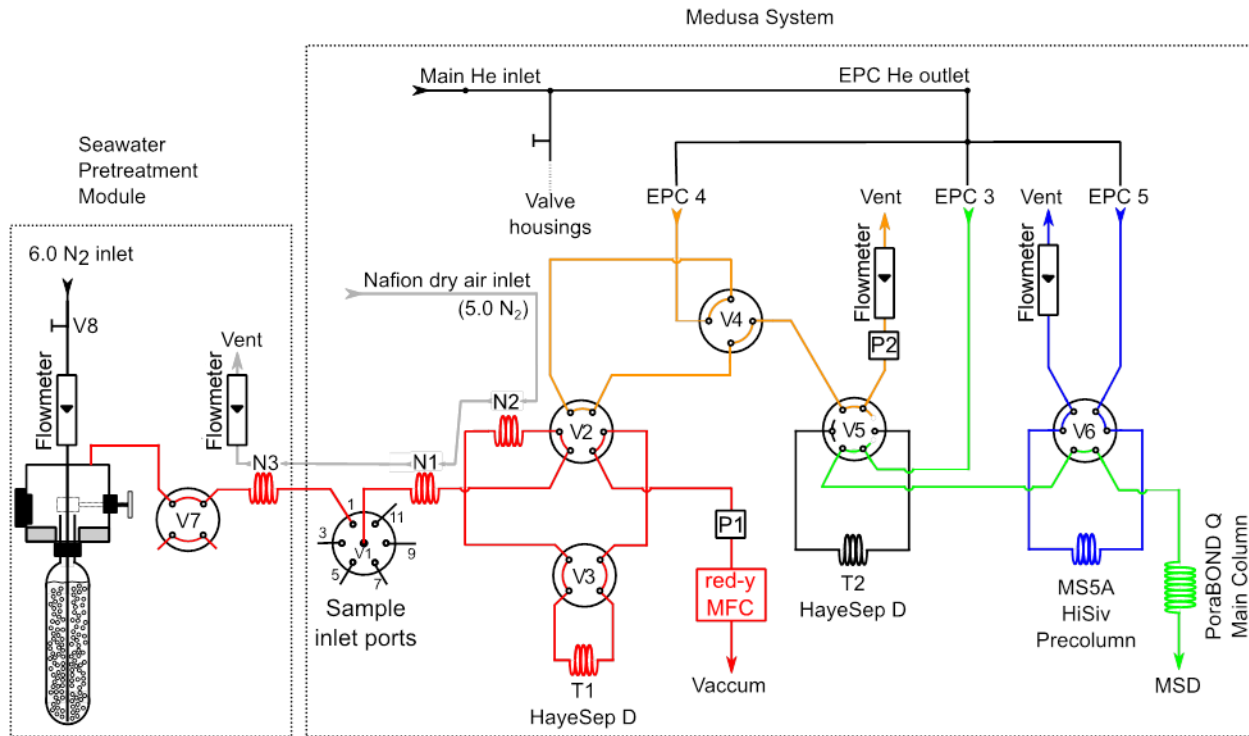 Medusa System
Main He inlet
EPC He outlet
Seawater
Pretreatment
Module
Valve
housings
EPC 4
Vent
EPC 3
Vent
EPC 5
6.0 N₂ inlet
Nafion dry air inlet
(5.0 N₂)
V8
Vent
Flowmeter
Flowmeter
Flowmeter
Flowmeter
V4
P2
N2
V2
V5
V6
N3
N1
V7
1
11
3
V1
9
5
7
Sample
inlet ports
P1
V3
red-y
MFC
T2
HayeSep D
MS5A
HiSiv
Precolumn
PoraBOND Q
Main Column
T1
HayeSep D
Vaccum
MSD